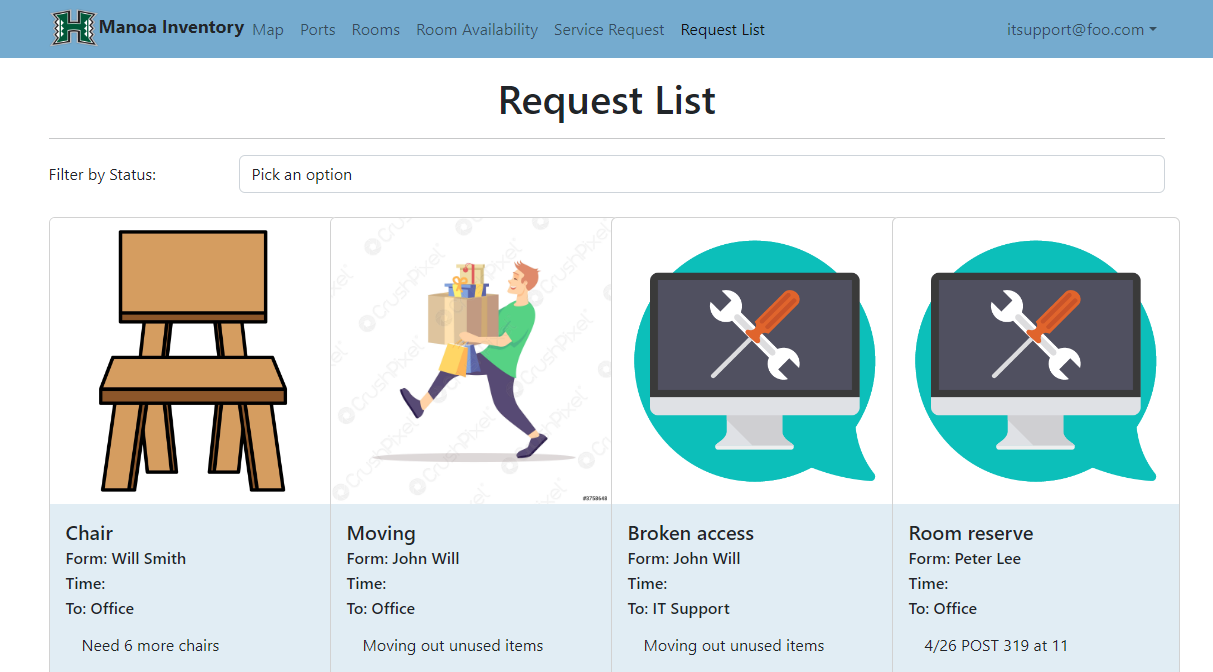 Manoa Inventory Map Ports Rooms Room Availability Service Request Request List itsupport@foo.com
Request List
Filter by Status: Pick an option
CrushPixel
#3758648
Chair
Form: Will Smith
Time:
To: Office
Need 6 more chairs
Moving
Form: John Will
Time:
To: Office
Moving out unused items
Broken access
Form: John Will
Time:
To: IT Support
Moving out unused items
Room reserve
Form: Peter Lee
Time:
To: Office
4/26 POST 319 at 11